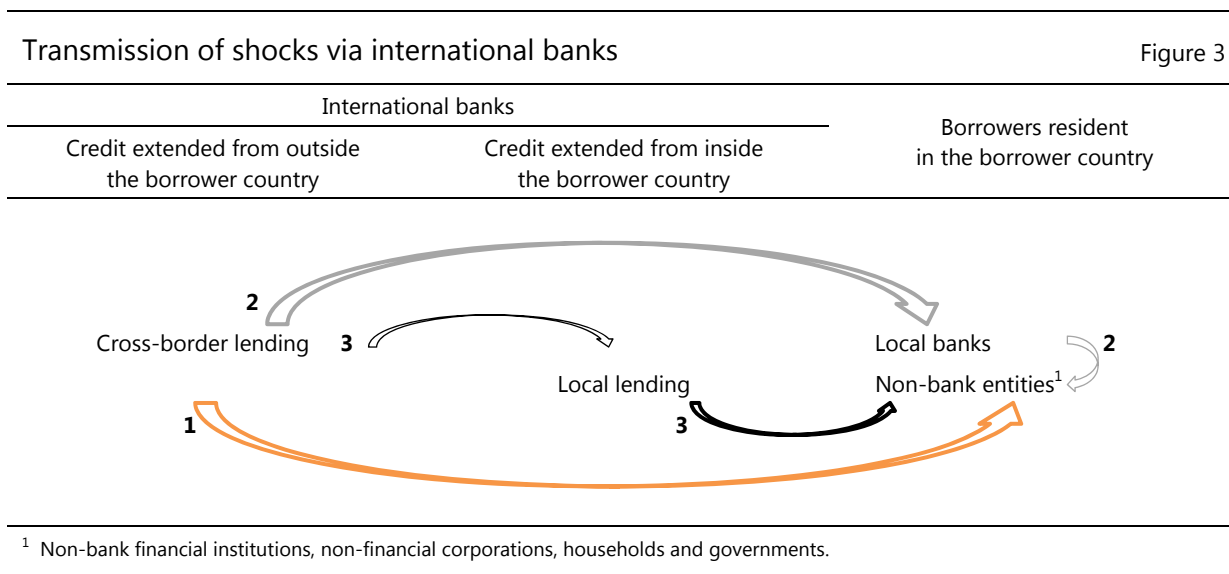 Transmission of shocks via international banks Figure 3
International banks
Borrowers resident
in the borrower country
Credit extended from outside
the borrower country
Credit extended from inside
the borrower country
2
Cross-border lending 3 Local banks 2
Local lending Non-bank entities1
1 3
1 Non-bank financial institutions, non-financial corporations, households and governments.